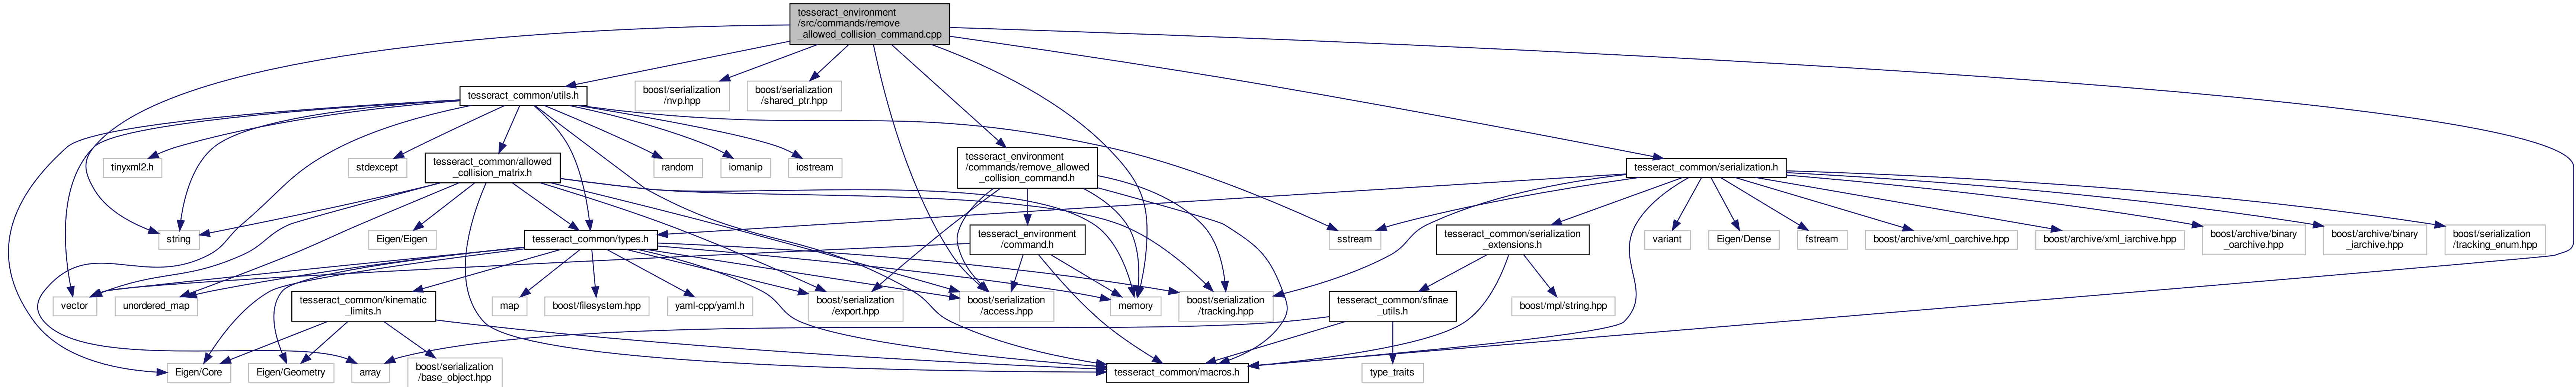 tesseract_environment
/src/commands/remove
_allowed_collision_command.cpp
tesseract_common/utils.h
boost/serialization
/nvp.hpp
boost/serialization
/shared_ptr.hpp
tinyxml2.h
stdexcept
tesseract_common/allowed
_collision_matrix.h
random
iomanip
iostream
tesseract_environment
/commands/remove_allowed
_collision_command.h
tesseract_common/serialization.h
string
Eigen/Eigen
tesseract_common/types.h
tesseract_environment
/command.h
sstream
tesseract_common/serialization
_extensions.h
variant
Eigen/Dense
fstream
boost/archive/xml_oarchive.hpp
boost/archive/xml_iarchive.hpp
boost/archive/binary
_oarchive.hpp
boost/archive/binary
_iarchive.hpp
boost/serialization
/tracking_enum.hpp
vector
unordered_map
tesseract_common/kinematic
_limits.h
map
boost/filesystem.hpp
yaml-cpp/yaml.h
boost/serialization
/export.hpp
boost/serialization
/access.hpp
memory
boost/serialization
/tracking.hpp
tesseract_common/sfinae
_utils.h
boost/mpl/string.hpp
Eigen/Core
Eigen/Geometry
array
boost/serialization
/base_object.hpp
tesseract_common/macros.h
type_traits